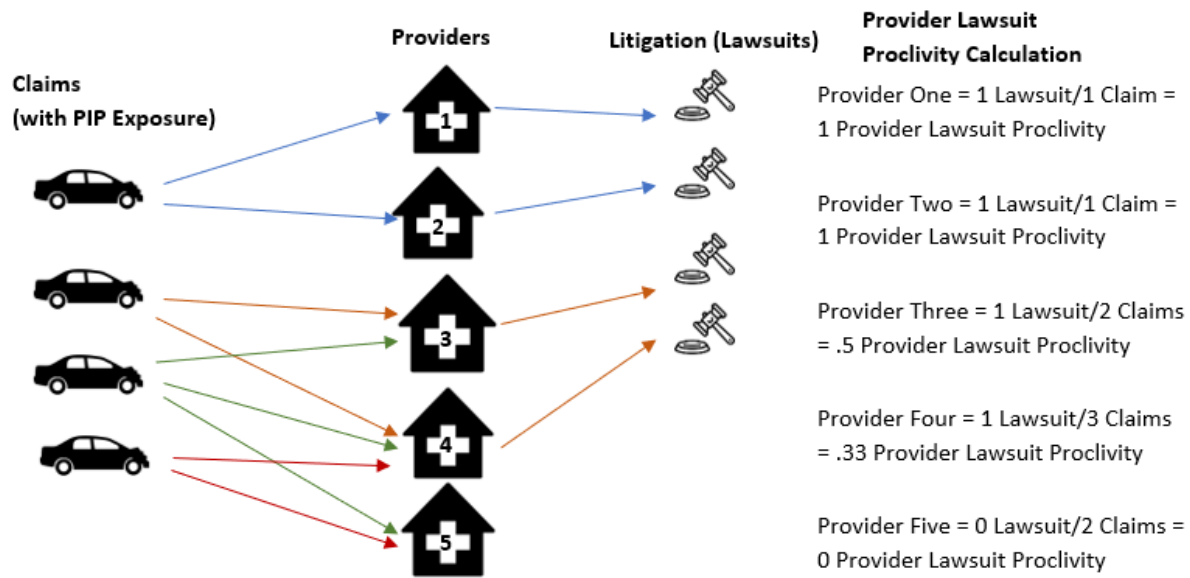 Claims
(with PIP Exposure)
Providers
1
2
3
4
5
Litigation (Lawsuits)
Provider Lawsuit
Proclivity Calculation
Provider One = 1 Lawsuit/1 Claim =
1 Provider Lawsuit Proclivity
Provider Two = 1 Lawsuit/1 Claim =
1 Provider Lawsuit Proclivity
Provider Three = 1 Lawsuit/2 Claims
= .5 Provider Lawsuit Proclivity
Provider Four = 1 Lawsuit/3 Claims
= .33 Provider Lawsuit Proclivity
Provider Five = 0 Lawsuit/2 Claims =
0 Provider Lawsuit Proclivity